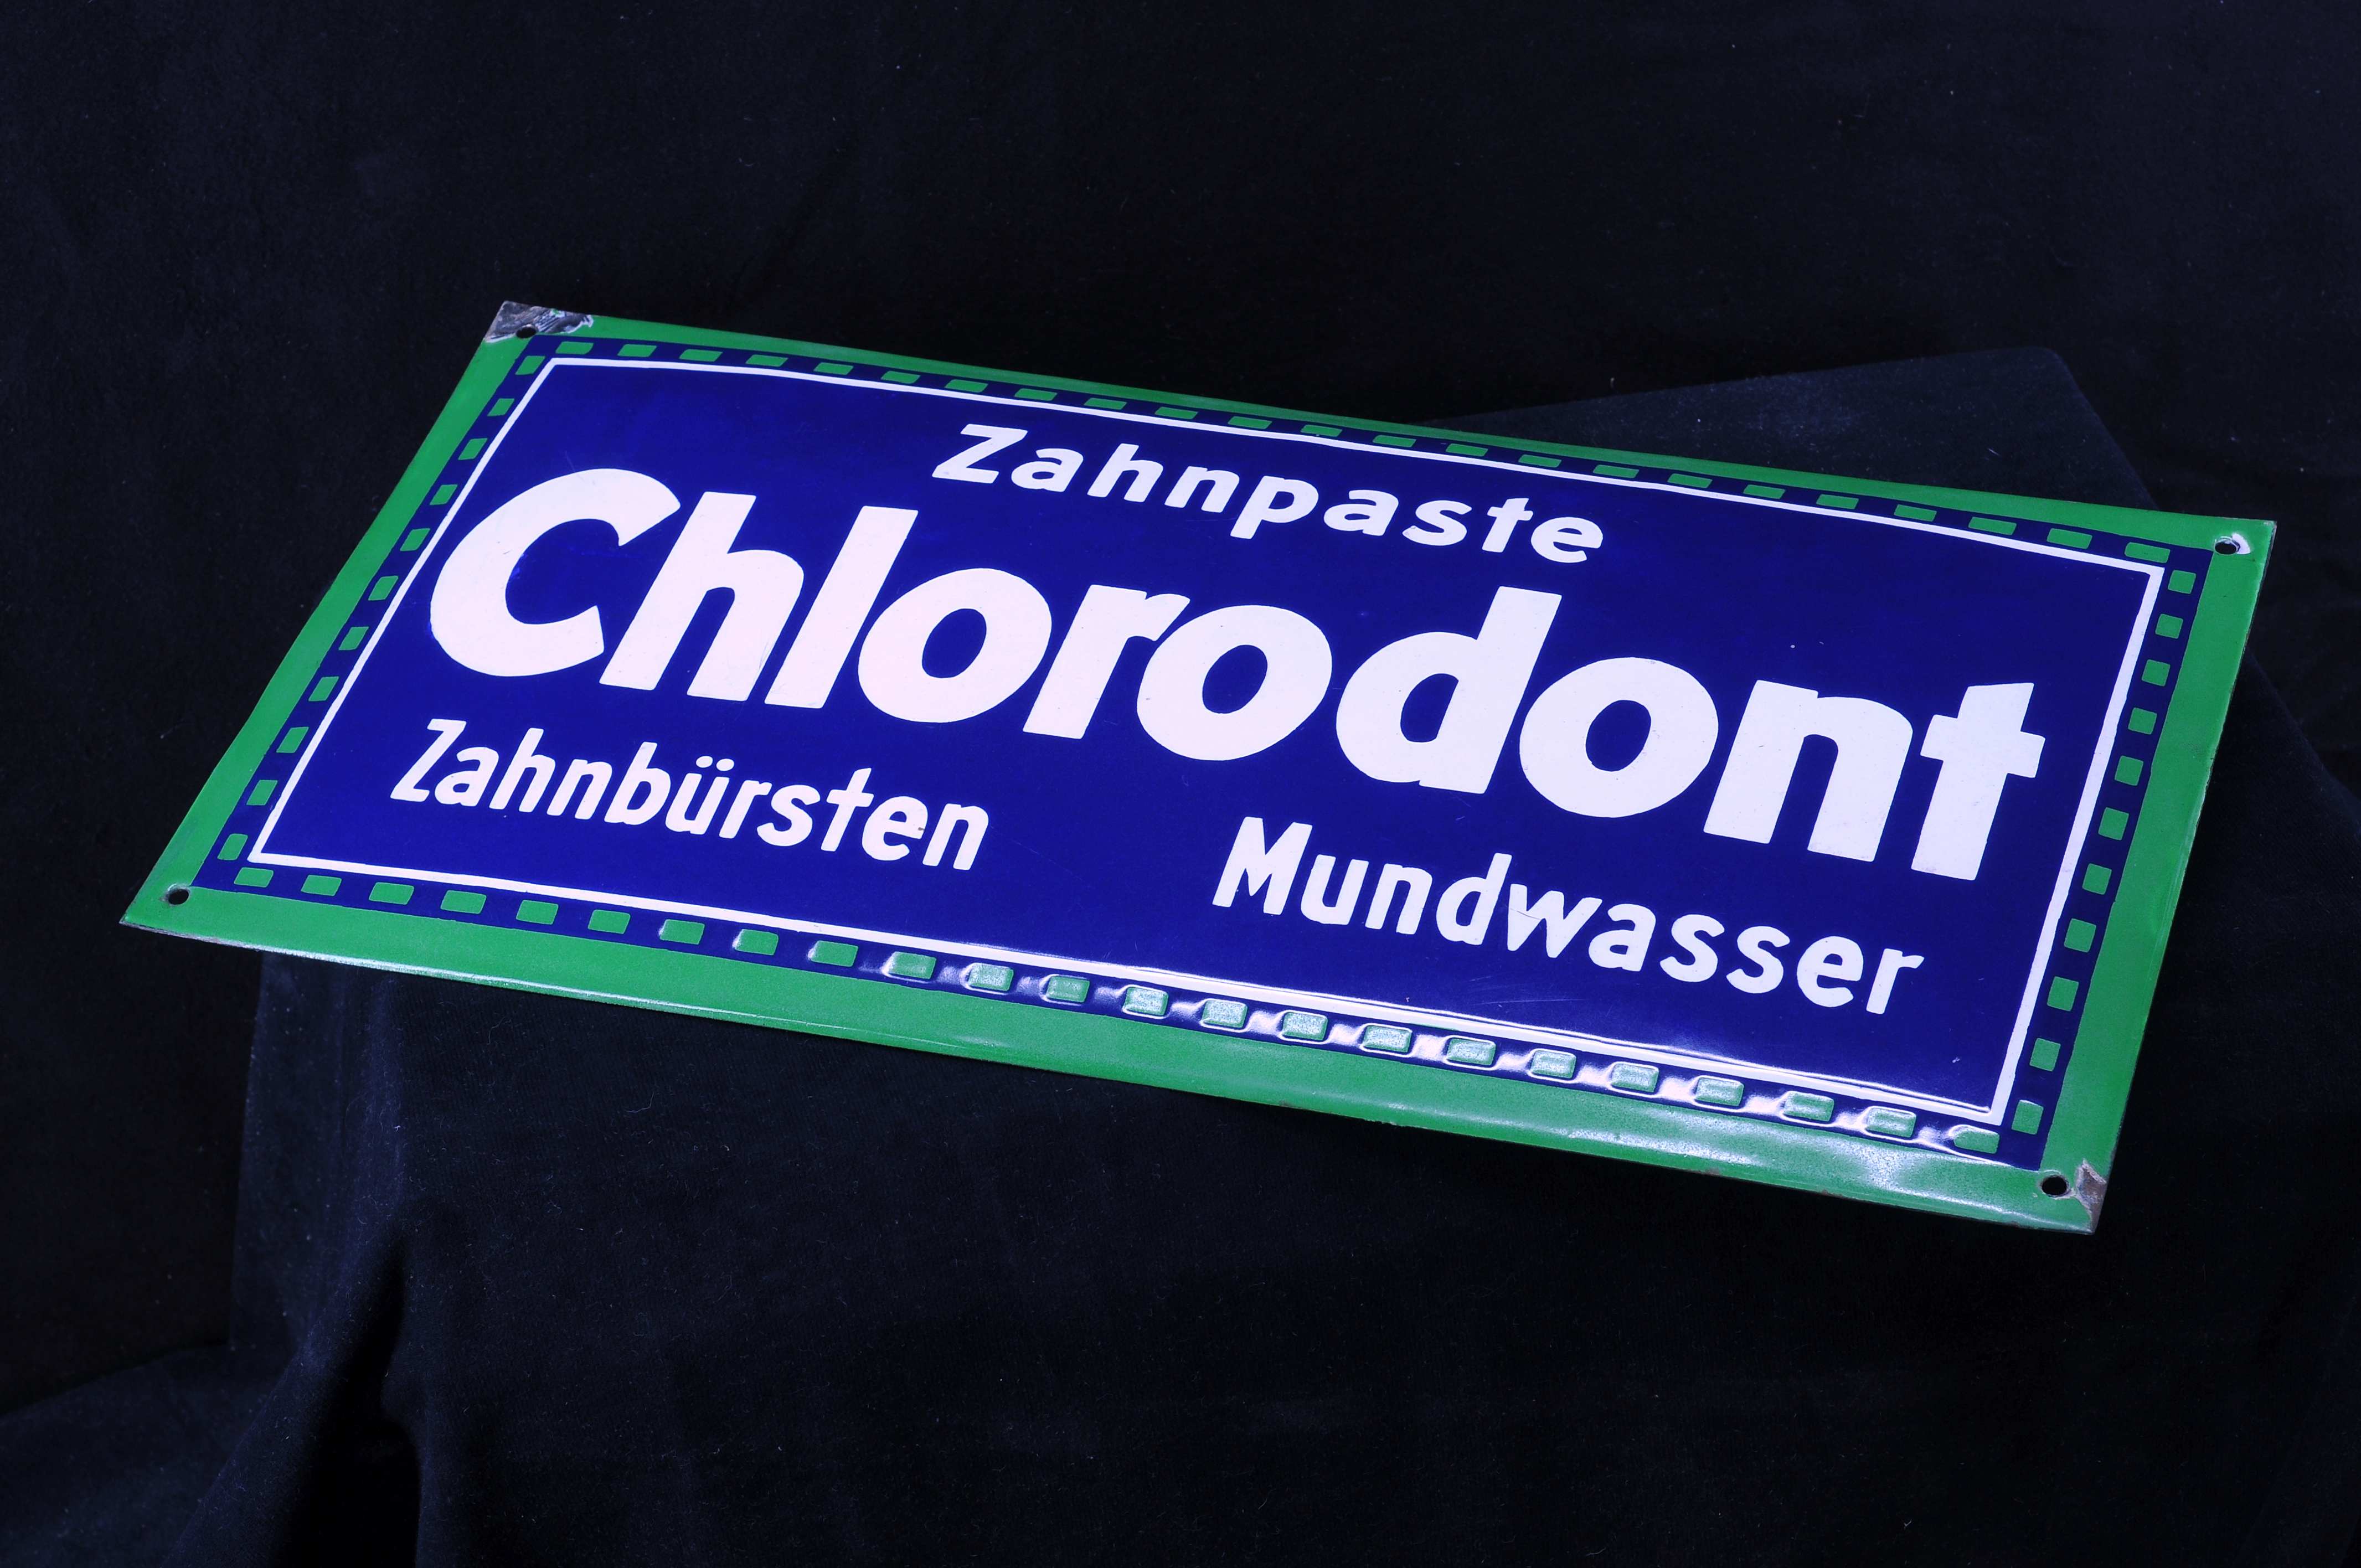 Zahnpaste
Chlorodont
Zahnbürsten Mundwasser